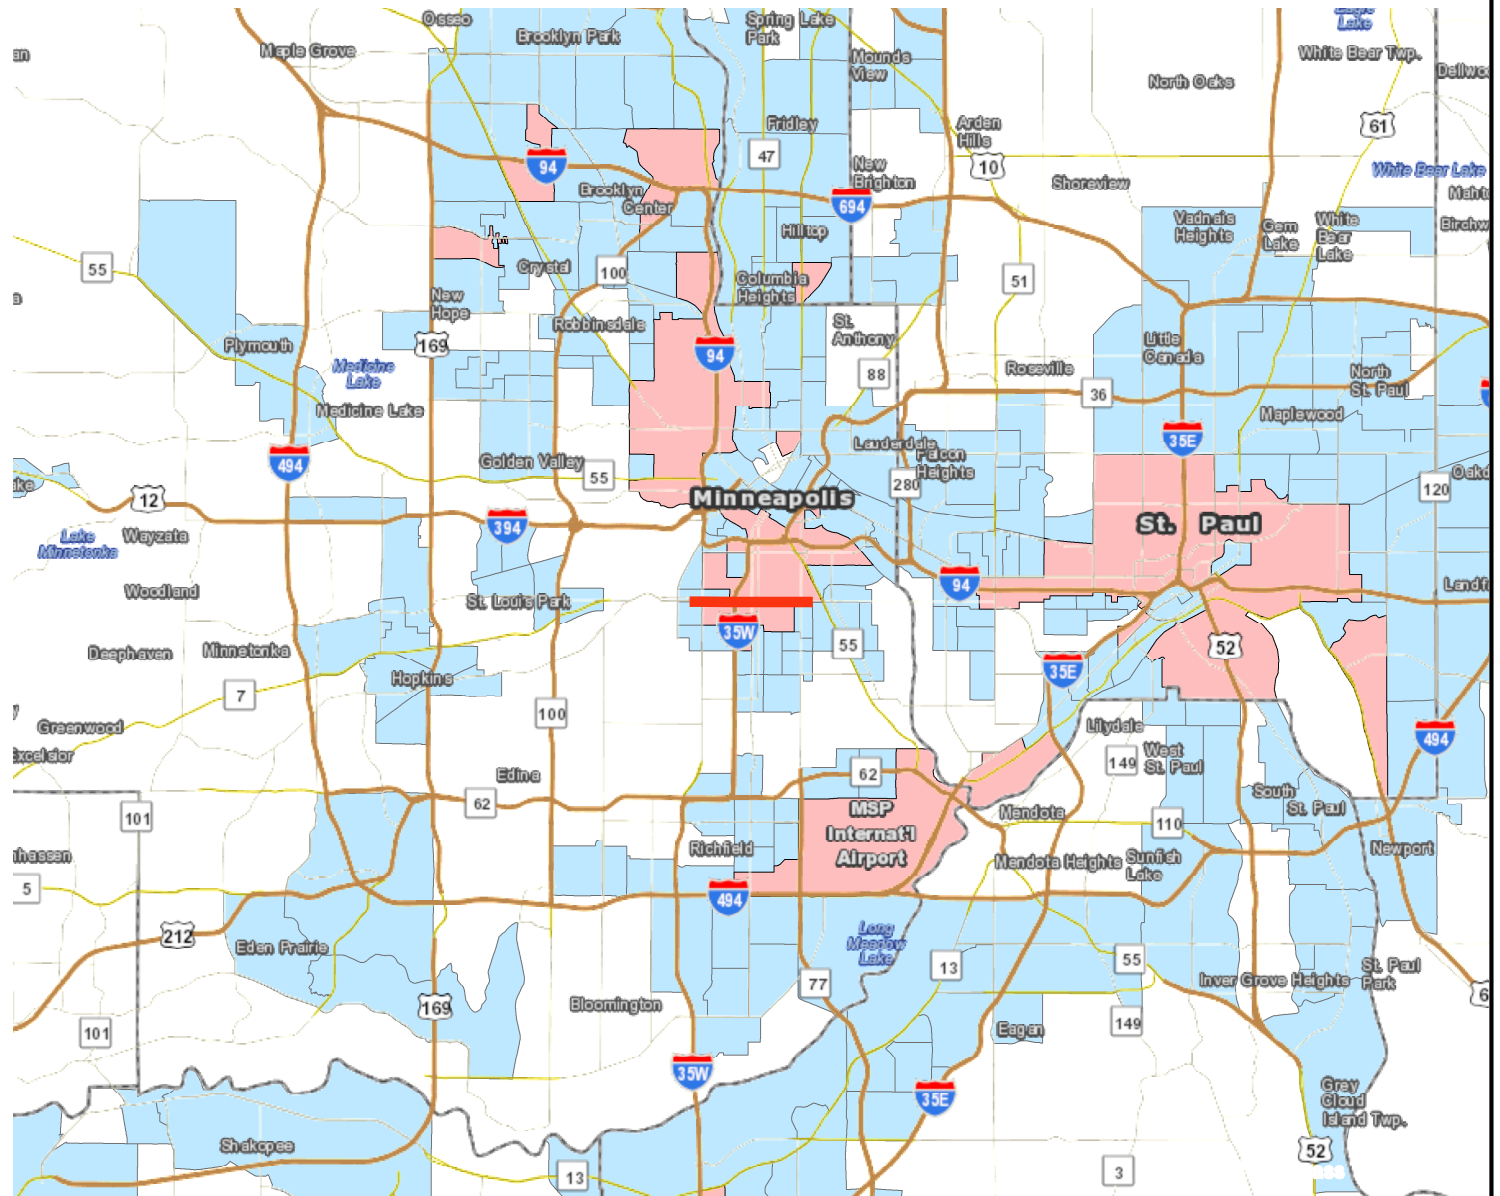 Osseo
Spring Lake
Park
Eagle
Lake
Maple Grove
Brooklyn Park
Mounds
View
White Bear Twp.
North Oaks
61
Fridley
Arden
Hills
47
94
New
Brighton
10
White Bear Lake
Shoreview
Brooklyn
Center
694
Vadnais
Heights
Gem
Lake
White
Bear
Lake
Hilltop
55
Crystal
100
Columbia
Heights
51
New
Hope
Robbinsdale
St.
Anthony
Plymouth
169
94
Little
Canada
Medicine
Lake
88
Roseville
36
North
St. Paul
Medicine Lake
Maplewood
494
Golden Valley
55
Lauderdale
Falcon
Heights
35E
280
120
12
Minneapolis
394
St. Paul
Lake
Minnetonka
Wayzata
94
Woodland
St. Louis Park
35W
55
52
Deephaven
Minnetonka
35E
Hopkins
7
100
Greenwood
Lilydale
494
149
West
St. Paul
Edina
62
62
South
St. Paul
101
MSP
Internat'l
Airport
Mendota
110
Richfield
Mendota Heights
Sunfish
Lake
Newport
5
494
212
Eden Prairie
Long
Meadow
Lake
13
55
77
Inver Grove Heights
St. Paul
Park
169
Bloomington
101
Eagan
149
35W
35E
Grey
Cloud
Island Twp.
Shakopee
13
3
52